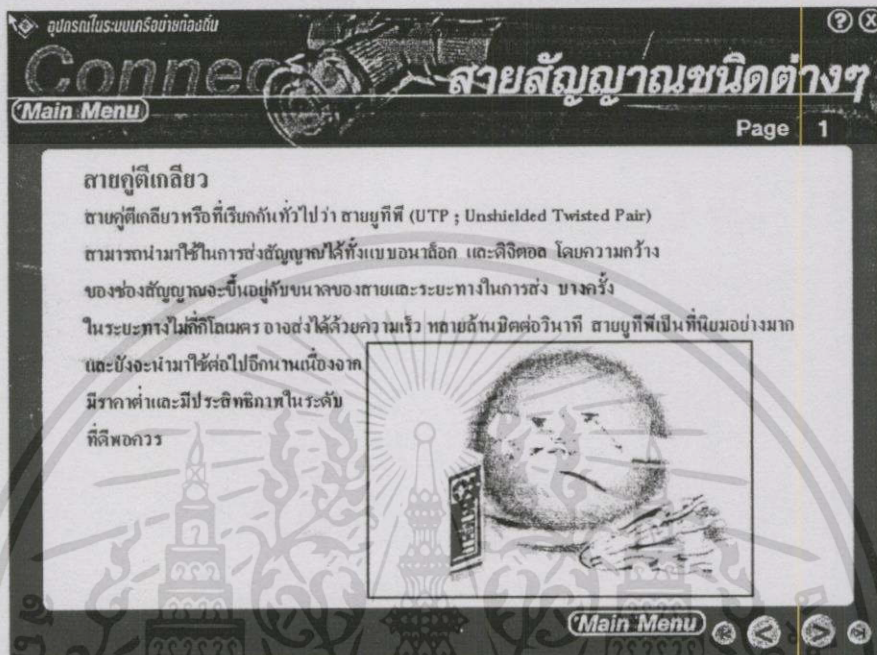 อุปกรณ์ในระบบเครือข่ายท้องถิ่น
Connec
สายสัญญาณชนิดต่างๆ
Main Menu
Page 1
สายคู่ตีเกลียว
สายคู่ตีเกลียวหรือที่เรียกกันทั่วไปว่า สายยูทีพี (UTP ; Unshielded Twisted Pair)
สามารถนำมาใช้ในการส่งสัญญาณได้ทั้งแบบอนาล็อก และดิจิตอล โดยความกว้าง
ของช่องสัญญาณจะขึ้นอยู่กับขนาดของสายและระยะทางในการส่ง บางครั้ง
ในระยะทางไม่กี่กิโลเมตร อาจส่งได้ด้วยความเร็ว หลายล้านบิตต่อวินาที สายยูทีพีเป็นที่นิยมอย่างมาก
และยังจะนำมาใช้ต่อไปอีกนานเนื่องจาก
มีราคาต่ำและมีประสิทธิภาพในระดับ
ที่ดีพอควร
Main Menu